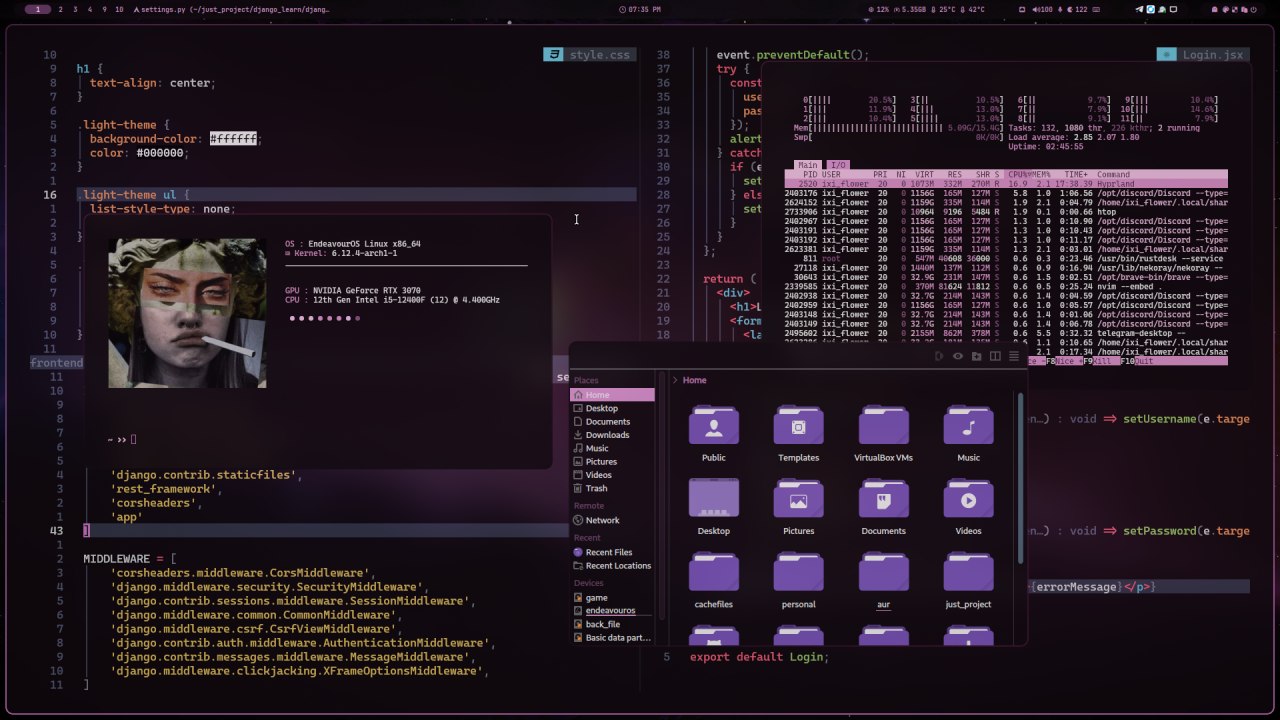 1 2 3 4 9 10 settings.py (~/just_project/django_learn/djang…
07:35 PM
12% 5.35GB 25°C 42°C
100 122
style.css
10
9 h1 {
8 text-align: center;
7 }
6
5 .light-theme {
4 background-color: #ffffff;
3 color: #000000;
2 }
1
16 .light-theme ul {
1 list-style-type: none;
2
3 }
4
5 .
6
7
8
9
10 }
11
frontend
se
OS : EndeavourOS Linux x86_64
Kernel: 6.12.4-arch1-1
GPU : NVIDIA GeForce RTX 3070
CPU : 12th Gen Intel i5-12400F (12) @ 4.400GHz
~ ››
11
10
9
8
7
6
5
4 'django.contrib.staticfiles',
3 'rest_framework',
2 'corsheaders',
1 'app'
43 ]
1
2 MIDDLEWARE = [
3 'corsheaders.middleware.CorsMiddleware',
4 'django.middleware.security.SecurityMiddleware',
5 'django.contrib.sessions.middleware.SessionMiddleware',
6 'django.middleware.common.CommonMiddleware',
7 'django.middleware.csrf.CsrfViewMiddleware',
8 'django.contrib.auth.middleware.AuthenticationMiddleware',
9 'django.contrib.messages.middleware.MessageMiddleware',
10 'django.middleware.clickjacking.XFrameOptionsMiddleware',
11 ]
Login.jsx
38 event.preventDefault();
37 try {
36 const
35 use
34 pas
33 });
32 alert
31 } catch
30 if (e
29 set
28 } els
27 set
26 }
25 }
24 };
23
22 return (
21 <div>
20 <h1>L
19 <form
18 <la
0[|||| 20.5%] 3[|| 10.5%] 6[|| 9.7%] 9[||| 10.4%]
1[||| 11.9%] 4[||| 13.0%] 7[|| 7.9%] 10[||| 14.6%]
2[|| 10.4%] 5[||| 13.0%] 8[|| 9.1%] 11[|| 7.9%]
Mem[|||||||||||||||||||||||||| 5.09G/15.4G] Tasks: 132, 1080 thr, 226 kthr; 2 running
Swp[ 0K/0K] Load average: 2.85 2.07 1.80
Uptime: 02:45:55
Main I/O
PID USER PRI NI VIRT RES SHR S CPU% MEM% TIME+ Command
2520 ixi_flower 20 0 1073M 332M 270M R 16.9 2.1 17:38.39 Hyprland
2403176 ixi_flower 20 0 1156G 165M 127M S 5.8 1.0 1:06.56 /opt/discord/Discord --type=
2624152 ixi_flower 20 0 1159G 335M 114M S 1.9 2.1 0:04.79 /home/ixi_flower/.local/shar
2733906 ixi_flower 20 0 10964 9196 5484 R 1.9 0.1 0:00.66 htop
2402967 ixi_flower 20 0 1156G 165M 127M S 1.3 1.0 0:10.90 /opt/discord/Discord --type=
2403191 ixi_flower 20 0 1156G 165M 127M S 1.3 1.0 0:10.43 /opt/discord/Discord --type=
2403192 ixi_flower 20 0 1156G 165M 127M S 1.3 1.0 0:11.17 /opt/discord/Discord --type=
2623381 ixi_flower 20 0 1159G 335M 114M S 1.3 2.1 0:03.01 /home/ixi_flower/.local/shar
811 root 20 0 547M 40608 36000 S 0.6 0.3 23:46 /usr/bin/rustdesk --service
27118 ixi_flower 20 0 1440M 137M 112M S 0.6 0.9 0:16.94 /usr/lib/nekoray/nekoray --
30643 ixi_flower 20 0 32.9G 231M 147M S 0.6 1.5 0:02.51 /opt/brave-bin/brave --type=
2339525 ixi_flower 20 0 370M 81624 11812 S 0.6 0.5 0:24.51 nvim --embed .
2402938 ixi_flower 20 0 32.7G 214M 143M S 0.6 1.4 0:04.59 /opt/discord/Discord --type=
2402959 ixi_flower 20 0 1156G 165M 127M S 0.6 1.0 0:05.57 /opt/discord/Discord --type=
2403148 ixi_flower 20 0 32.7G 214M 143M S 0.6 1.4 0:01.06 /opt/discord/Discord --type=
2403149 ixi_flower 20 0 32.7G 214M 143M S 0.6 1.4 0:06.78 /opt/discord/Discord --type=
2495602 ixi_flower 20 0 2155M 862M 378M S 0.6 5.5 0:32.32 telegram-desktop --
1.1 0:10.64 /home/ixi_flower/.local/shar
2.1 0:17.34 /home/ixi_flower/.local/shar
F8Nice +F9Kill F10Quit
Places
Home
Desktop
Documents
Downloads
Music
Pictures
Videos
Trash
Remote
Network
Recent
Recent Files
Recent Locations
Devices
game
endeavouros
back_file
Basic data part…
Home
Public Templates VirtualBox VMs Music
Desktop Pictures Documents Videos
cachefiles personal aur just_project
en…) : void => setUsername(e.targe
en…) : void => setPassword(e.targe
{errorMessage}</p>}
5 export default Login;